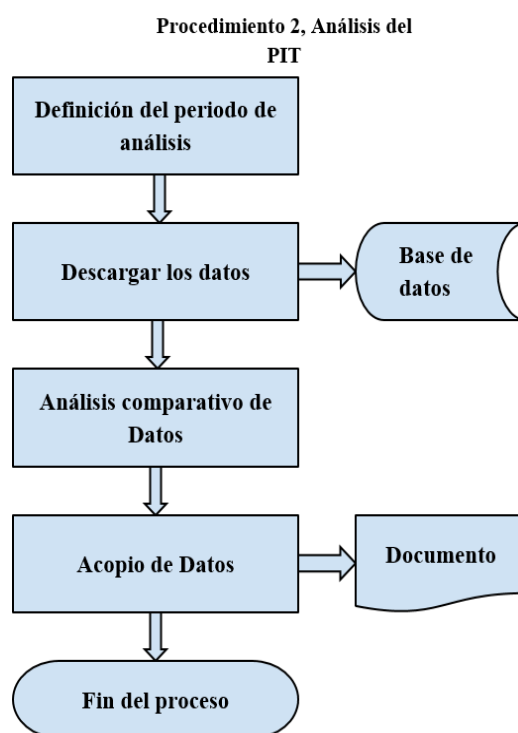 Procedimiento 2, Análisis del
PIT
Definición del periodo de
análisis
Descargar los datos
Base de
datos
Análisis comparativo de
Datos
Acopio de Datos
Documento
Fin del proceso